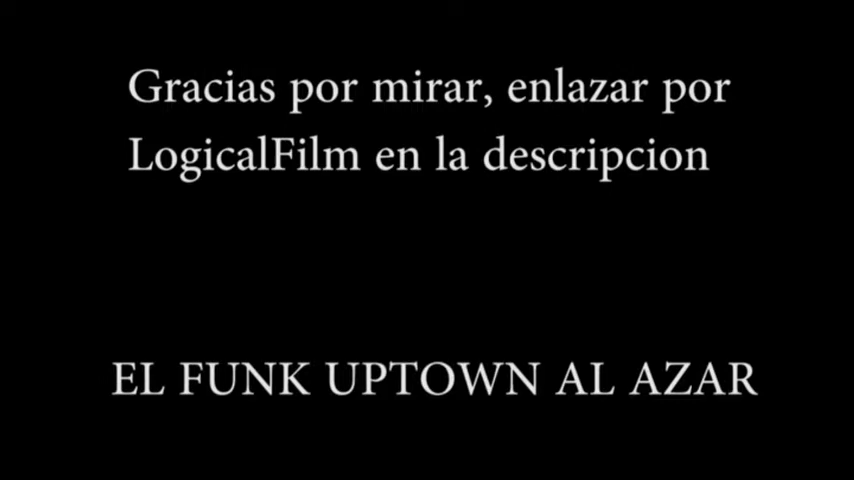 Gracias por mirar, enlazar por
LogicalFilm en la descripcion
EL FUNK UPTOWN AL AZAR